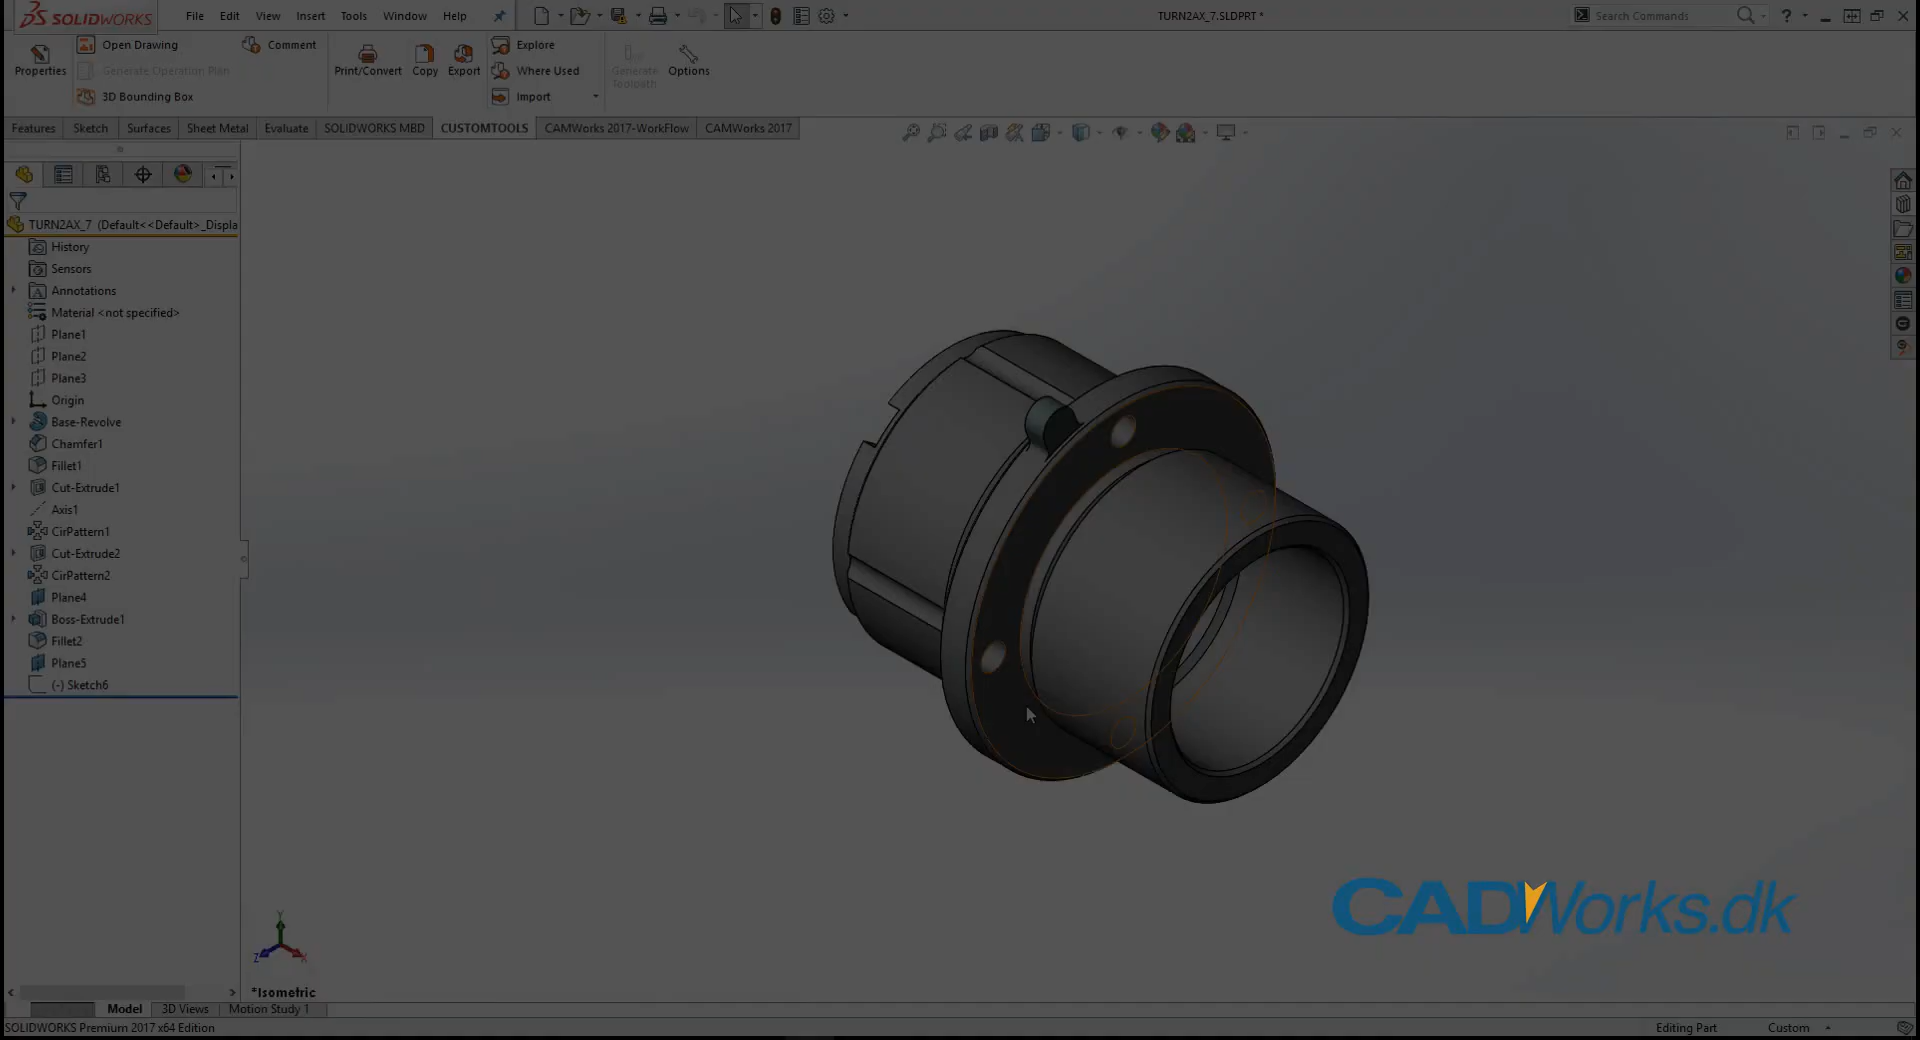 SOLIDWORKS File Edit View Insert Tools Window Help TURN2AX_7.SLDPRT * Search Commands ?
Properties
Open Drawing
Generate Operation Plan
3D Bounding Box
Comment
Print/Convert
Copy
Export
Explore
Where Used
Import
Generate
Toolpath
Options
Features Sketch Surfaces Sheet Metal Evaluate SOLIDWORKS MBD CUSTOMTOOLS CAMWorks 2017-WorkFlow CAMWorks 2017
TURN2AX_7 (Default<<Default>_Displa
History
Sensors
Annotations
Material <not specified>
Plane1
Plane2
Plane3
Origin
Base-Revolve
Chamfer1
Fillet1
Cut-Extrude1
Axis1
CirPattern1
Cut-Extrude2
CirPattern2
Plane4
Boss-Extrude1
Fillet2
Plane5
(-) Sketch6
CADWorks.dk
Y
Z
X
*Isometric
Model 3D Views Motion Study 1
SOLIDWORKS Premium 2017 x64 Edition Editing Part Custom